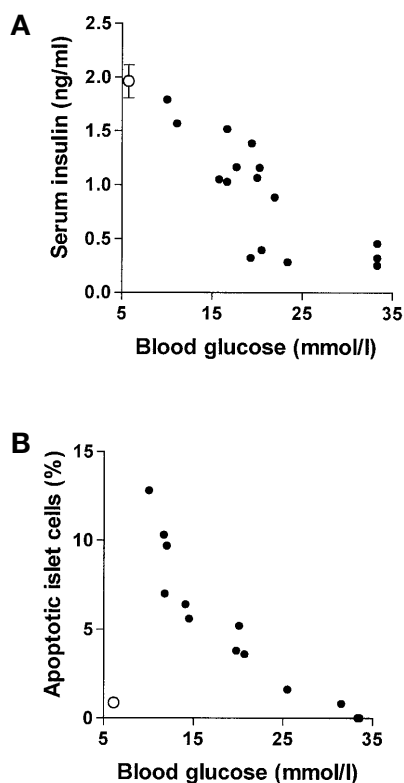 A
Serum insulin (ng/ml)
2.5
2.0
1.5
1.0
0.5
0.0
5 15 25 35
Blood glucose (mmol/l)
B
Apoptotic islet cells (%)
15
10
5
0
5 15 25 35
Blood glucose (mmol/l)